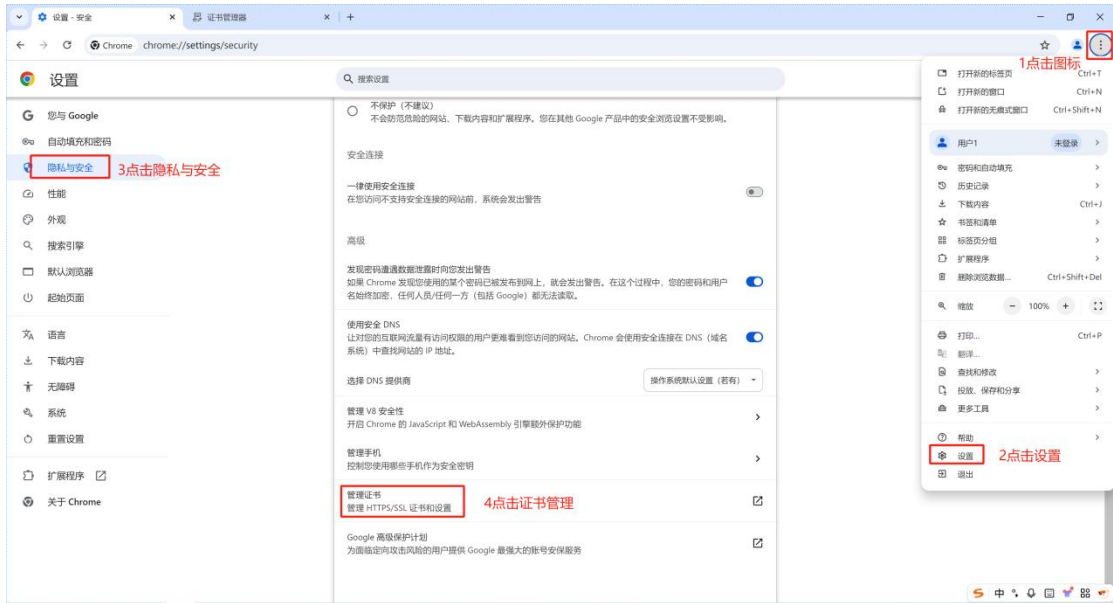 设置 - 安全
证书管理器
Chrome chrome://settings/security
1点击图标
设置
搜索设置
您与 Google
自动填充和密码
隐私与安全
3点击隐私与安全
性能
外观
搜索引擎
默认浏览器
起始页面
语言
下载内容
无障碍
系统
重置设置
扩展程序
关于 Chrome
不保护（不建议）
不会防范危险的网站、下载内容和扩展程序。您在其他 Google 产品中的安全浏览设置不受影响。
安全连接
一律使用安全连接
在您访问不支持安全连接的网站前，系统会发出警告
高级
发现密码遭遇数据泄露时向您发出警告
如果 Chrome 发现您使用的某个密码已被发布到网上，就会发出警告。在这个过程中，您的密码和用户
名始终加密，任何人员/任何一方（包括 Google）都无法读取。
使用安全 DNS
让对您的互联网流量有访问权限的用户更难看到您访问的网站。Chrome 会使用安全连接在 DNS（域名
系统）中查找网站的 IP 地址。
选择 DNS 提供商
操作系统默认设置（若有）
管理 V8 安全性
开启 Chrome 的 JavaScript 和 WebAssembly 引擎额外保护功能
管理手机
控制您使用哪些手机作为安全密钥
管理证书
管理 HTTPS/SSL 证书和设置
4点击证书管理
Google 高级保护计划
为面临定向攻击风险的用户提供 Google 最强大的账号安保服务
打开新的标签页 Ctrl+T
打开新的窗口 Ctrl+N
打开新的无痕式窗口 Ctrl+Shift+N
用户1 未登录
密码和自动填充
历史记录
下载内容 Ctrl+J
书签和清单
标签页分组
扩展程序
删除浏览数据... Ctrl+Shift+Del
缩放 − 100% +
打印... Ctrl+P
翻译...
查找和修改
投放、保存和分享
更多工具
帮助
设置
2点击设置
退出
中